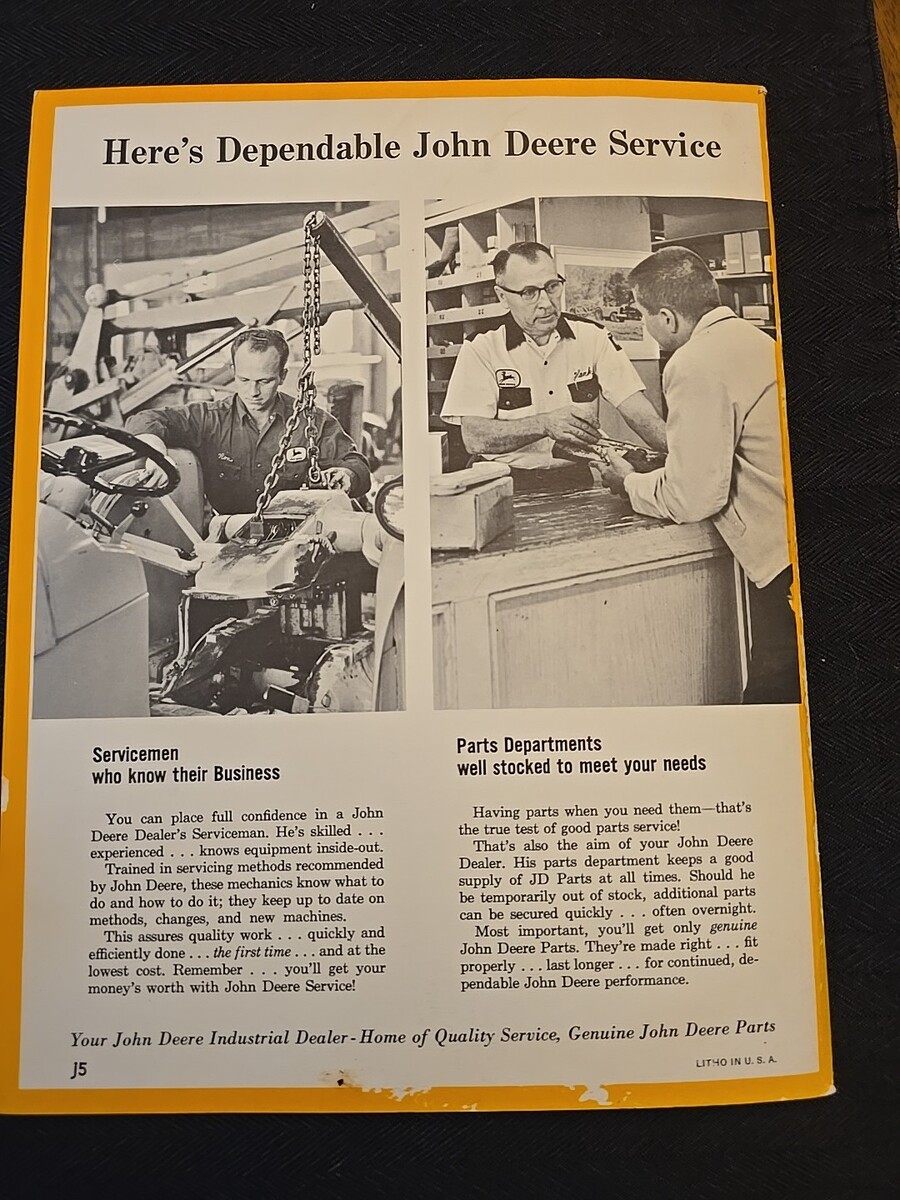 Here's Dependable John Deere Service
Hank
Servicemen
who know their Business
You can place full confidence in a John
Deere Dealer's Serviceman. He's skilled . . .
experienced . . . knows equipment inside-out.
Trained in servicing methods recommended
by John Deere, these mechanics know what to
do and how to do it; they keep up to date on
methods, changes, and new machines.
This assures quality work . . . quickly and
efficiently done . . . the first time . . . and at the
lowest cost. Remember . . . you'll get your
money's worth with John Deere Service!
Parts Departments
well stocked to meet your needs
Having parts when you need them—that's
the true test of good parts service!
That's also the aim of your John Deere
Dealer. His parts department keeps a good
supply of JD Parts at all times. Should he
be temporarily out of stock, additional parts
can be secured quickly . . . often overnight.
Most important, you'll get only genuine
John Deere Parts. They're made right . . . fit
properly . . . last longer . . . for continued, de-
pendable John Deere performance.
Your John Deere Industrial Dealer - Home of Quality Service, Genuine John Deere Parts
J5
LITHO IN U. S. A.